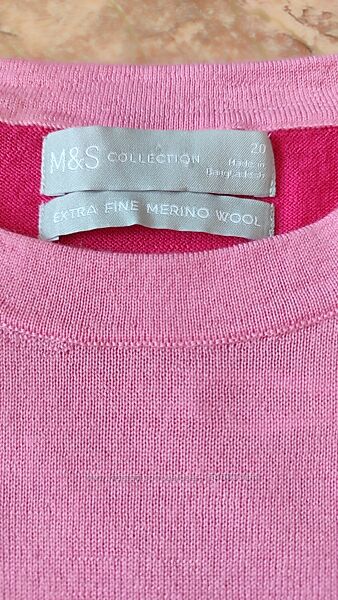 M&S COLLECTION
20
Made in
Bangladesh
EXTRA FINE MERINO WOOL